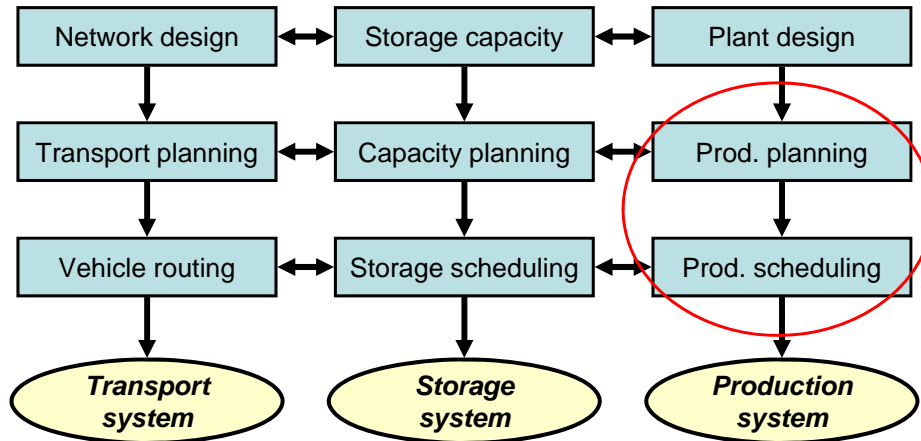 Network design
Storage capacity
Plant design
Transport planning
Capacity planning
Prod. planning
Vehicle routing
Storage scheduling
Prod. scheduling
Transport
system
Storage
system
Production
system